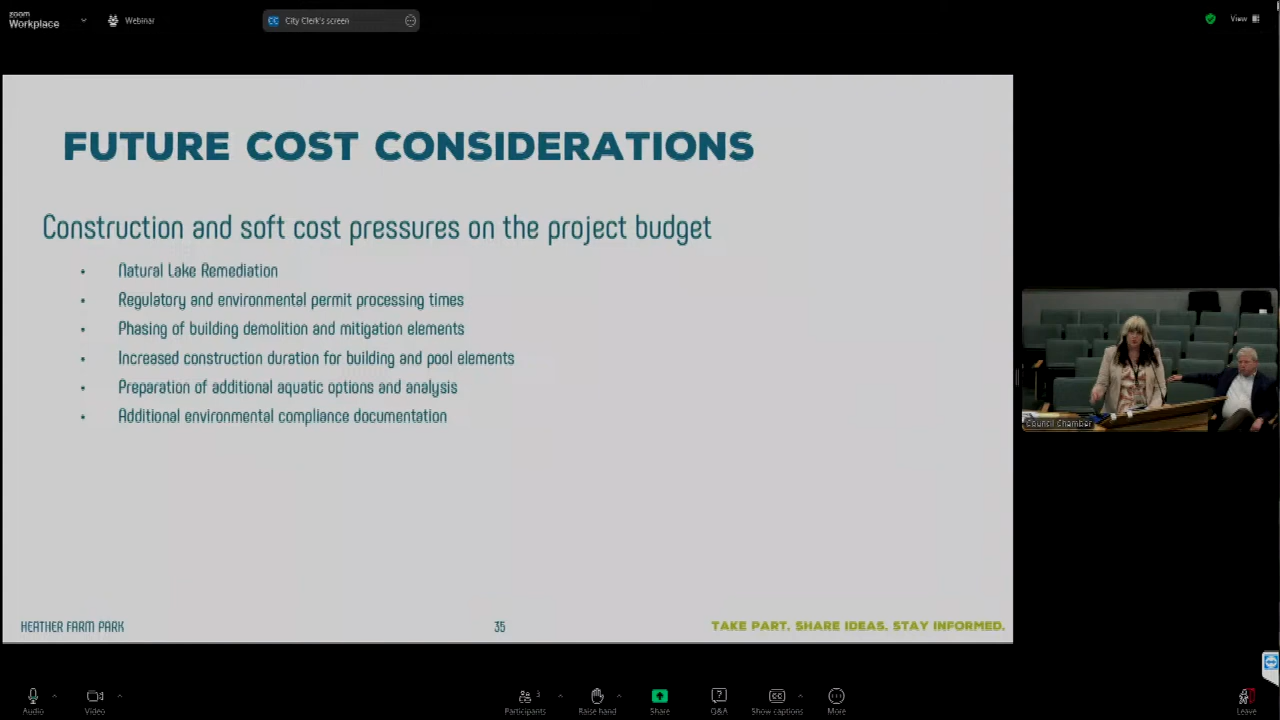 zoom
Workplace
Webinar
CC City Clerk's screen
View
FUTURE COST CONSIDERATIONS
Construction and soft cost pressures on the project budget
• Natural Lake Remediation
• Regulatory and environmental permit processing times
• Phasing of building demolition and mitigation elements
• Increased construction duration for building and pool elements
• Preparation of additional aquatic options and analysis
• Additional environmental compliance documentation
HEATHER FARM PARK
35
TAKE PART. SHARE IDEAS. STAY INFORMED.
Council Chamber
Audio
Video
Participants 3
Raise hand
Share
Q&A
CC Show captions
More
Leave